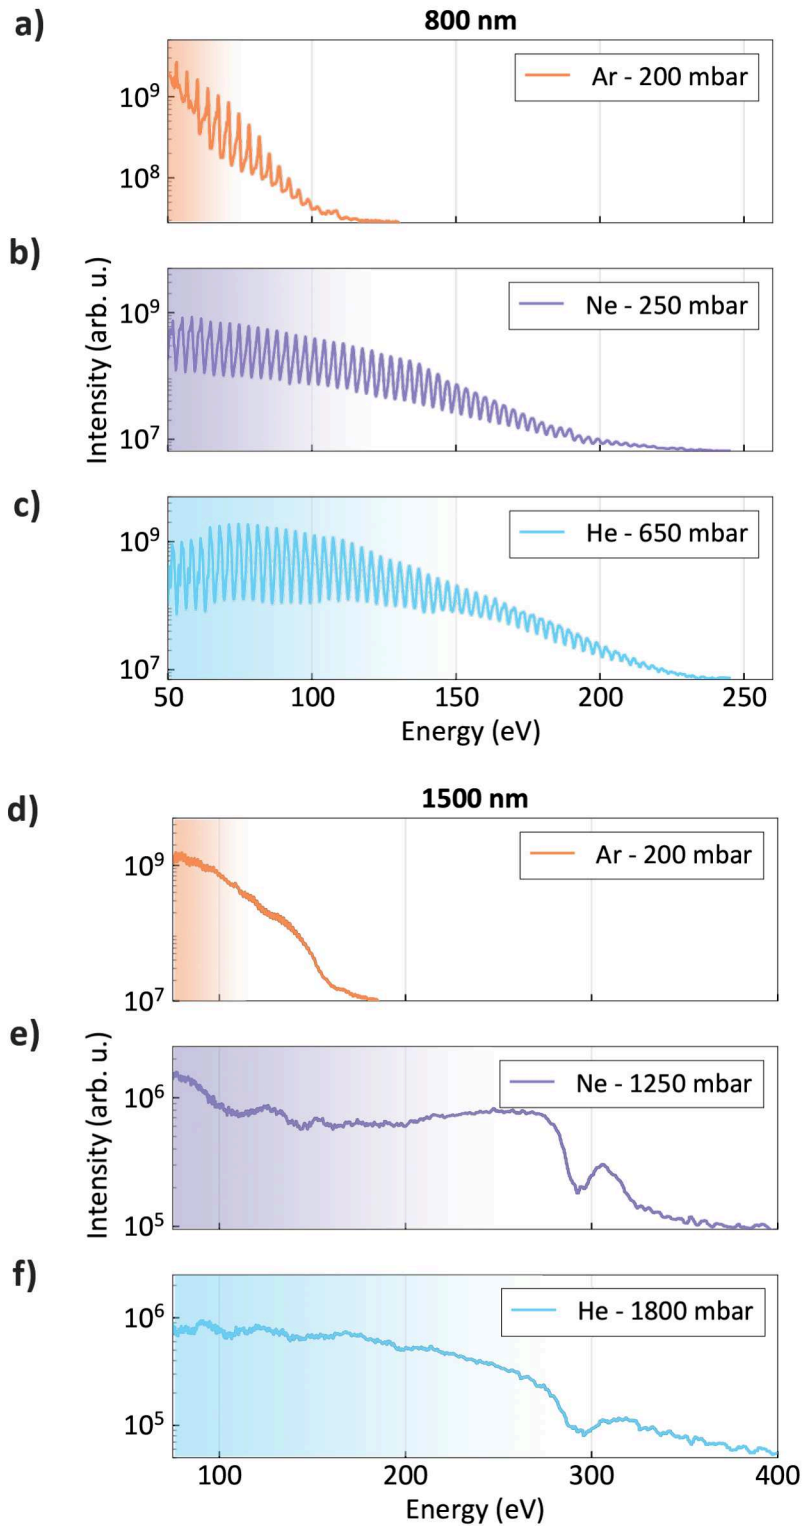 a)
800 nm
Ar - 200 mbar
10⁹
10⁸
b)
Ne - 250 mbar
10⁹
10⁷
Intensity (arb. u.)
c)
He - 650 mbar
10⁹
10⁷
50 100 150 200 250
Energy (eV)
d)
1500 nm
Ar - 200 mbar
10⁹
10⁷
e)
Ne - 1250 mbar
10⁶
10⁵
Intensity (arb. u.)
f)
He - 1800 mbar
10⁶
10⁵
100 200 300 400
Energy (eV)